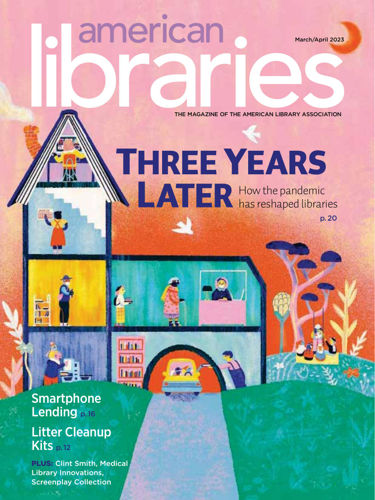 american
libraries
March/April 2023
THE MAGAZINE OF THE AMERICAN LIBRARY ASSOCIATION
THREE YEARS
LATER
How the pandemic
has reshaped libraries
p. 20
Smartphone
Lending p. 16
Litter Cleanup
Kits p. 12
PLUS: Clint Smith, Medical
Library Innovations,
Screenplay Collection